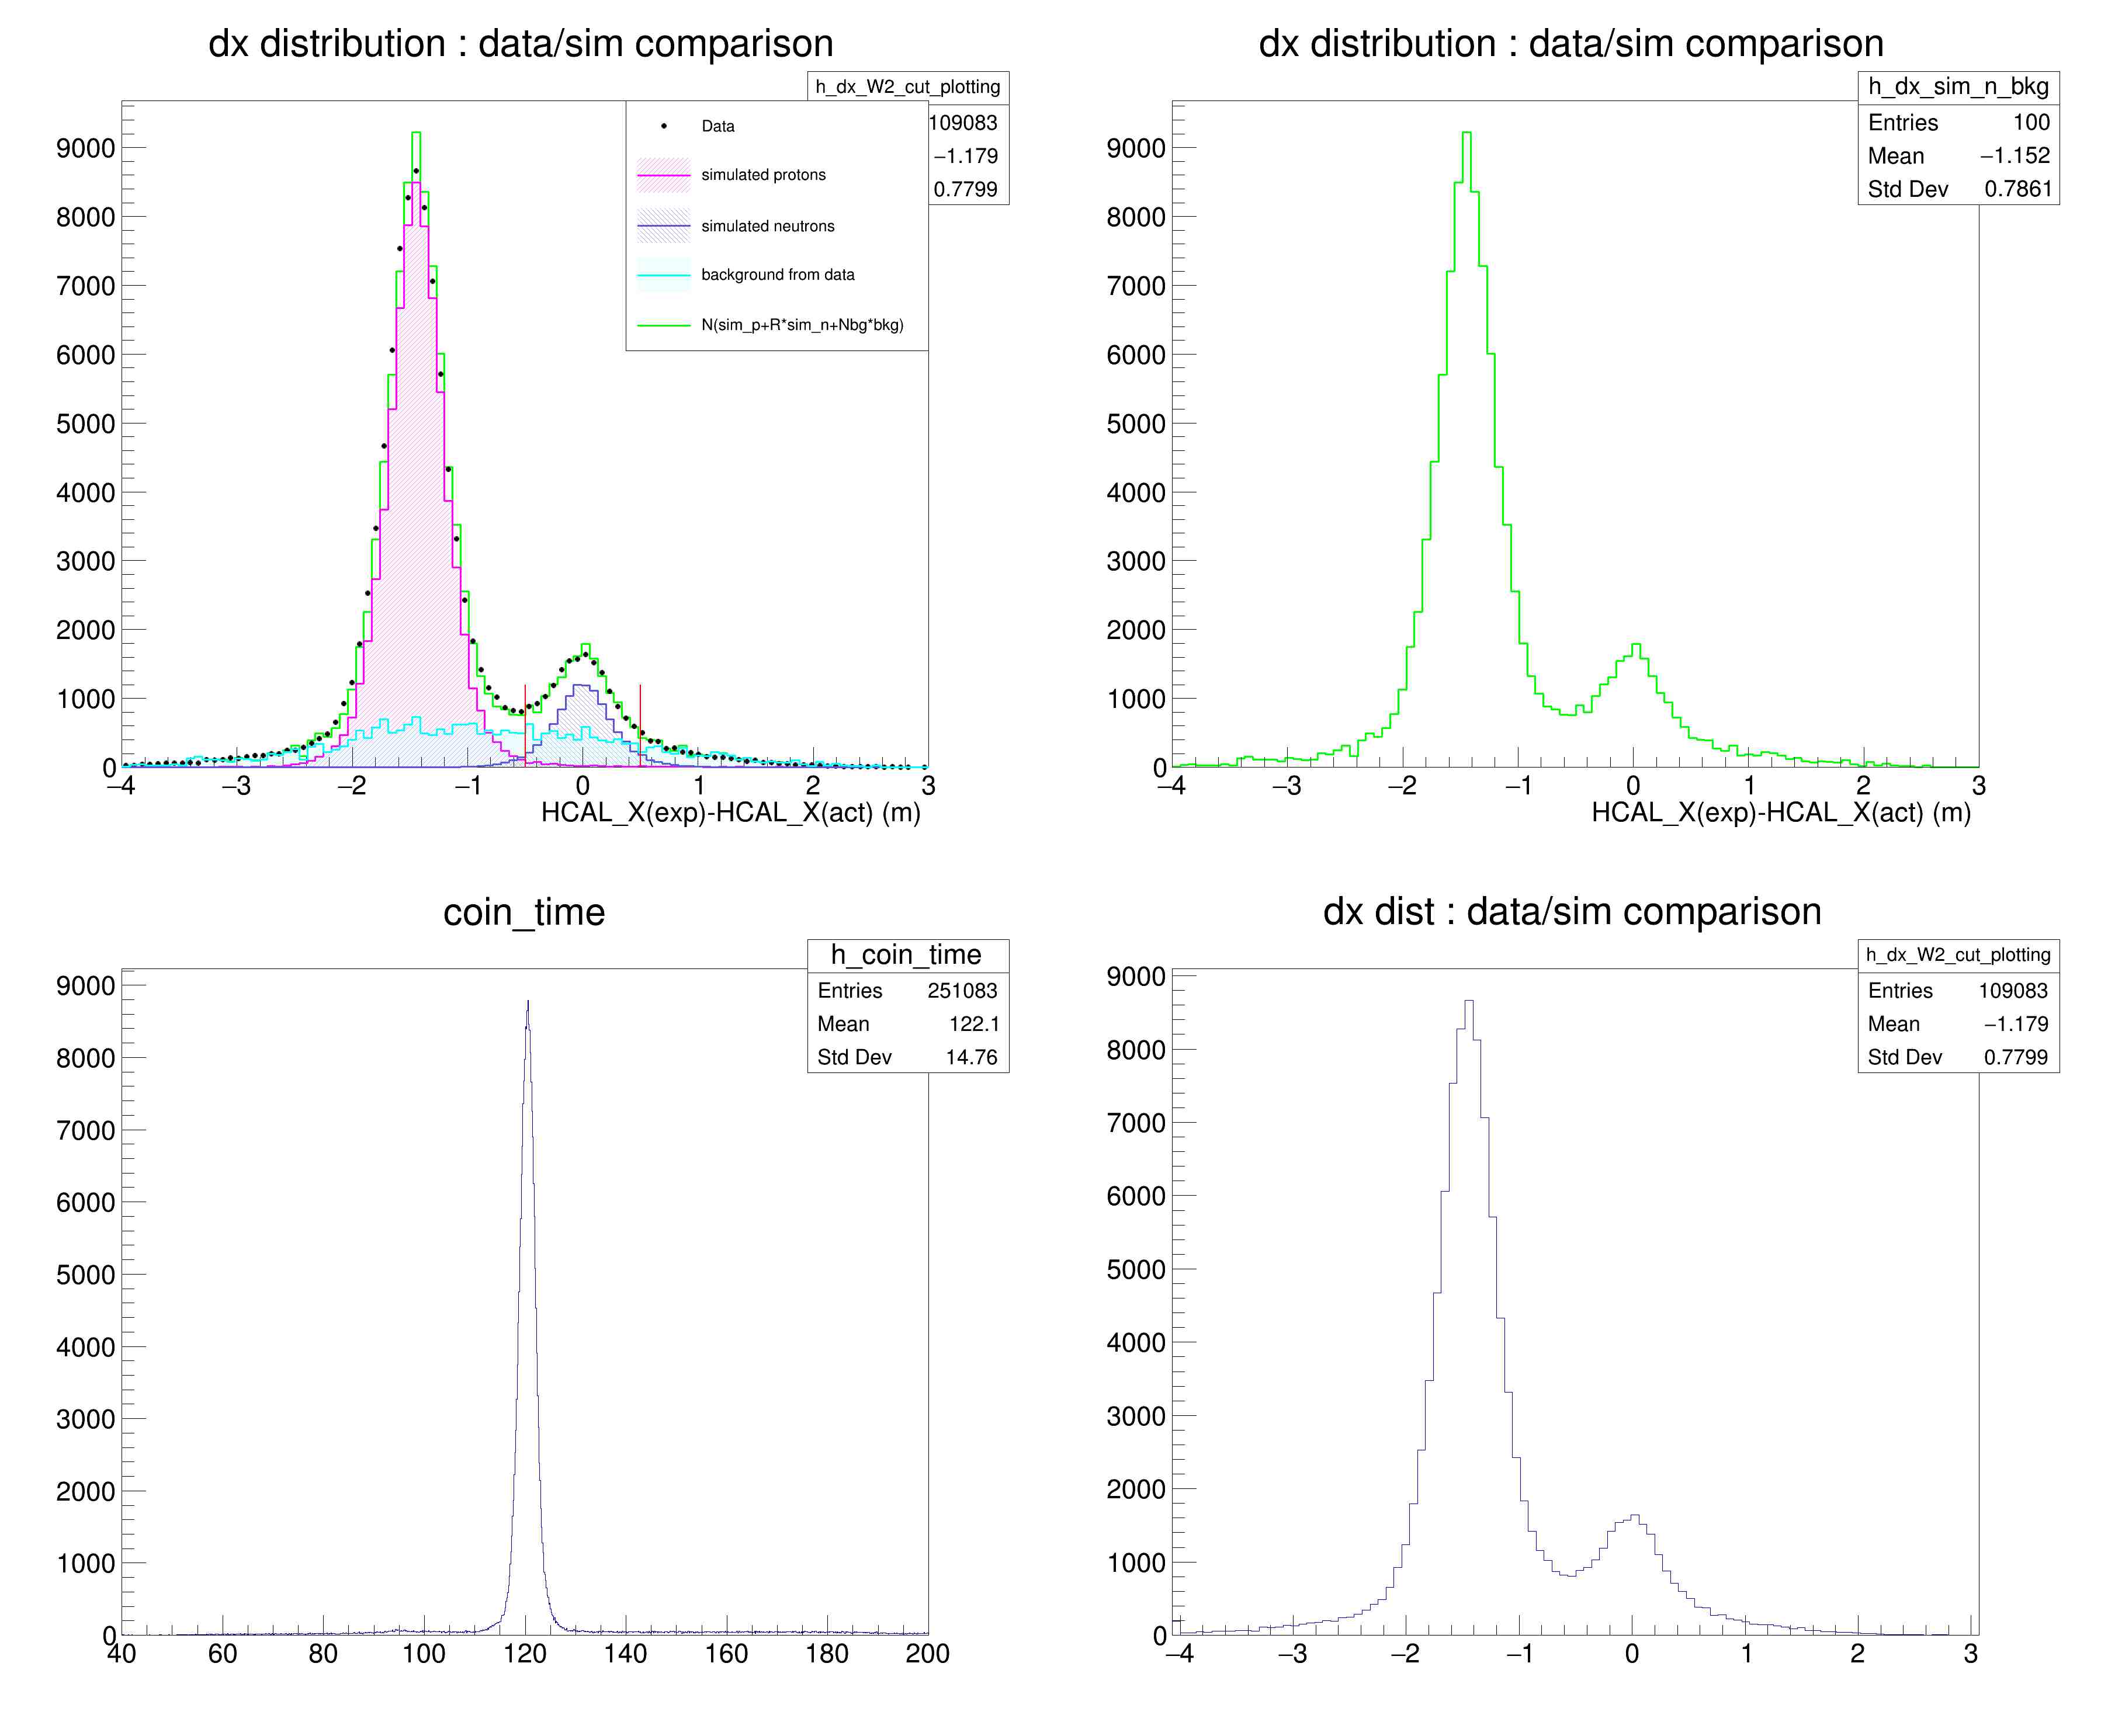 dx distribution : data/sim comparison
h_dx_W2_cut_plotting
109083
−1.179
0.7799
Data
simulated protons
simulated neutrons
background from data
N(sim_p+R*sim_n+Nbg*bkg)
9000
8000
7000
6000
5000
4000
3000
2000
1000
0
−4 −3 −2 −1 0 1 2 3
HCAL_X(exp)-HCAL_X(act) (m)
dx distribution : data/sim comparison
h_dx_sim_n_bkg
Entries 100
Mean −1.152
Std Dev 0.7861
9000
8000
7000
6000
5000
4000
3000
2000
1000
0
−4 −3 −2 −1 0 1 2 3
HCAL_X(exp)-HCAL_X(act) (m)
coin_time
h_coin_time
Entries 251083
Mean 122.1
Std Dev 14.76
9000
8000
7000
6000
5000
4000
3000
2000
1000
0
40 60 80 100 120 140 160 180 200
dx dist : data/sim comparison
h_dx_W2_cut_plotting
Entries 109083
Mean −1.179
Std Dev 0.7799
9000
8000
7000
6000
5000
4000
3000
2000
1000
0
−4 −3 −2 −1 0 1 2 3